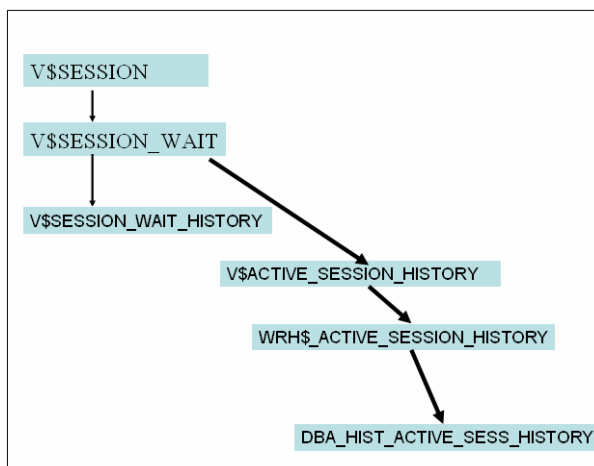 V$SESSION
V$SESSION_WAIT
V$SESSION_WAIT_HISTORY
V$ACTIVE_SESSION_HISTORY
WRH$_ACTIVE_SESSION_HISTORY
DBA_HIST_ACTIVE_SESS_HISTORY